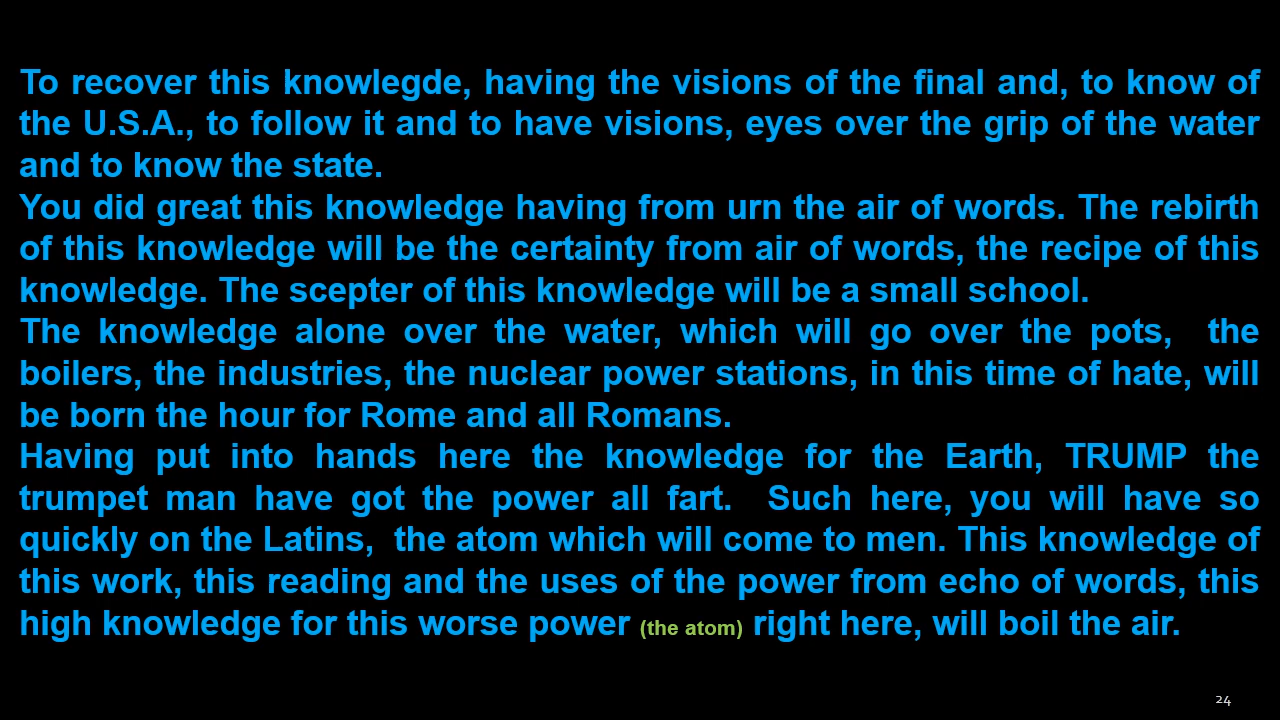 To recover this knowlegde, having the visions of the final and, to know of
the U.S.A., to follow it and to have visions, eyes over the grip of the water
and to know the state.
You did great this knowledge having from urn the air of words. The rebirth
of this knowledge will be the certainty from air of words, the recipe of this
knowledge. The scepter of this knowledge will be a small school.
The knowledge alone over the water, which will go over the pots, the
boilers, the industries, the nuclear power stations, in this time of hate, will
be born the hour for Rome and all Romans.
Having put into hands here the knowledge for the Earth, TRUMP the
trumpet man have got the power all fart. Such here, you will have so
quickly on the Latins, the atom which will come to men. This knowledge of
this work, this reading and the uses of the power from echo of words, this
high knowledge for this worse power (the atom) right here, will boil the air.
24